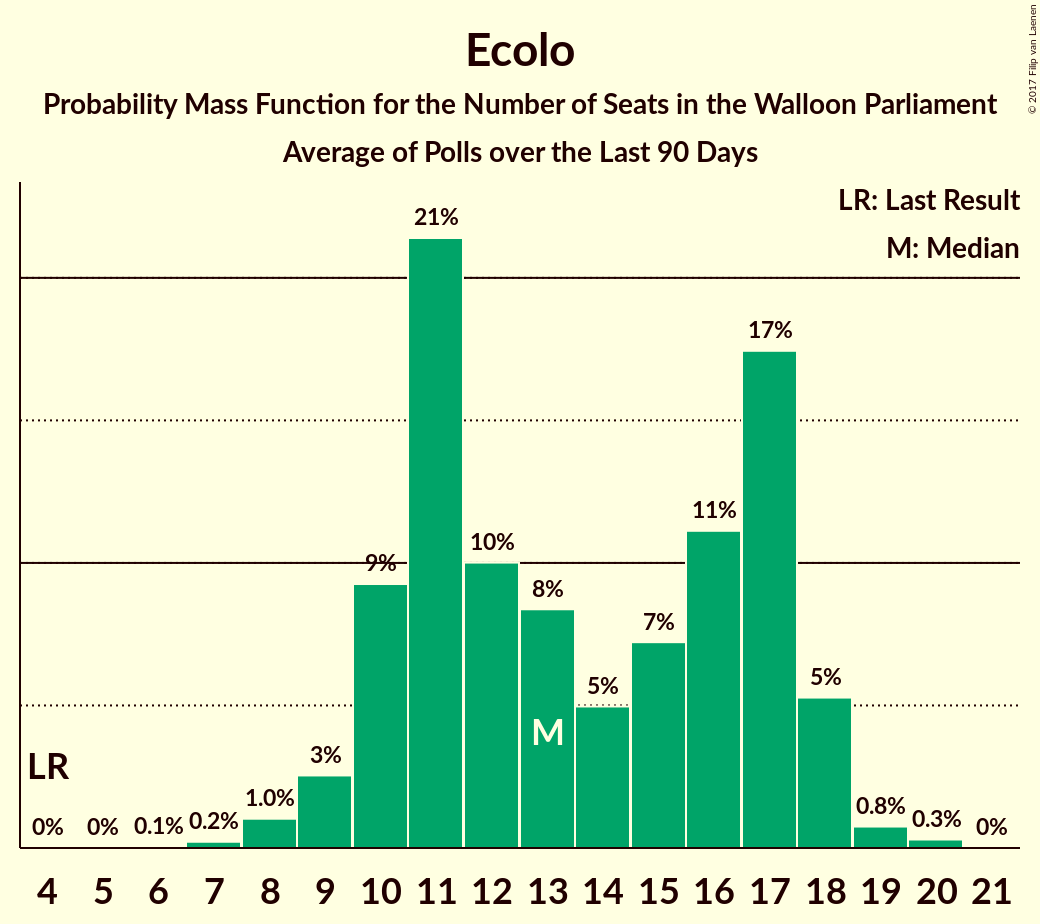 Ecolo
Probability Mass Function for the Number of Seats in the Walloon Parliament
Average of Polls over the Last 90 Days
© 2017 Filip van Laenen
LR: Last Result
M: Median
21%
17%
11%
10%
9%
8%
7%
5%
5%
3%
1.0%
0.8%
0.3%
0.2%
0.1%
0%
0%
0%
LR
M
4 5 6 7 8 9 10 11 12 13 14 15 16 17 18 19 20 21